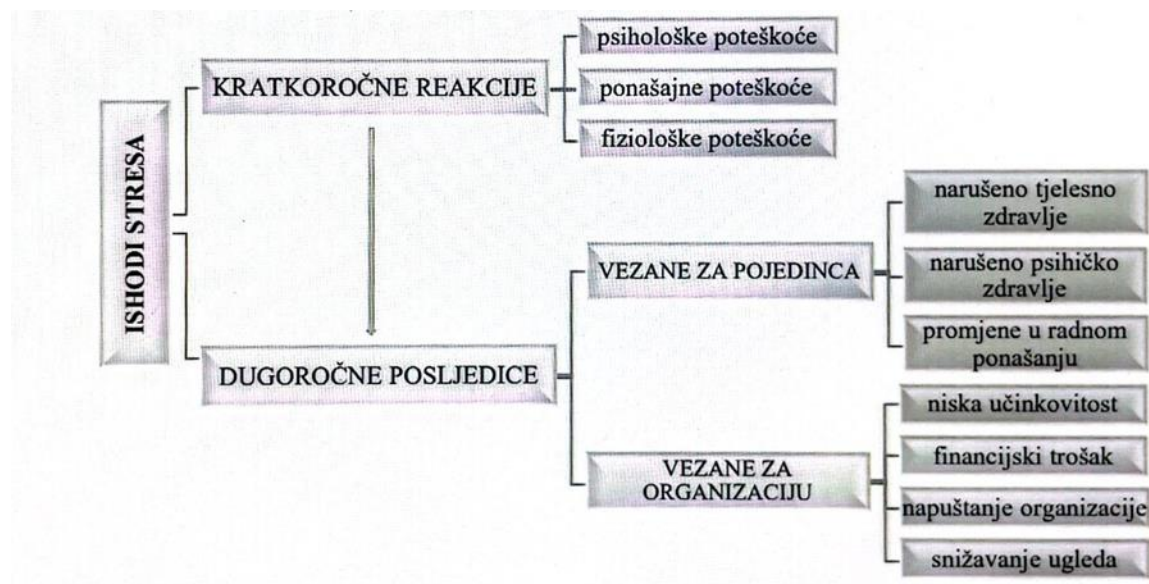 ISHODI STRESA
KRATKOROČNE REAKCIJE
psihološke poteškoće
ponašajne poteškoće
fiziološke poteškoće
DUGOROČNE POSLJEDICE
VEZANE ZA POJEDINCA
narušeno tjelesno
zdravlje
narušeno psihičko
zdravlje
promjene u radnom
ponašanju
VEZANE ZA
ORGANIZACIJU
niska učinkovitost
financijski trošak
napuštanje organizacije
snižavanje ugleda